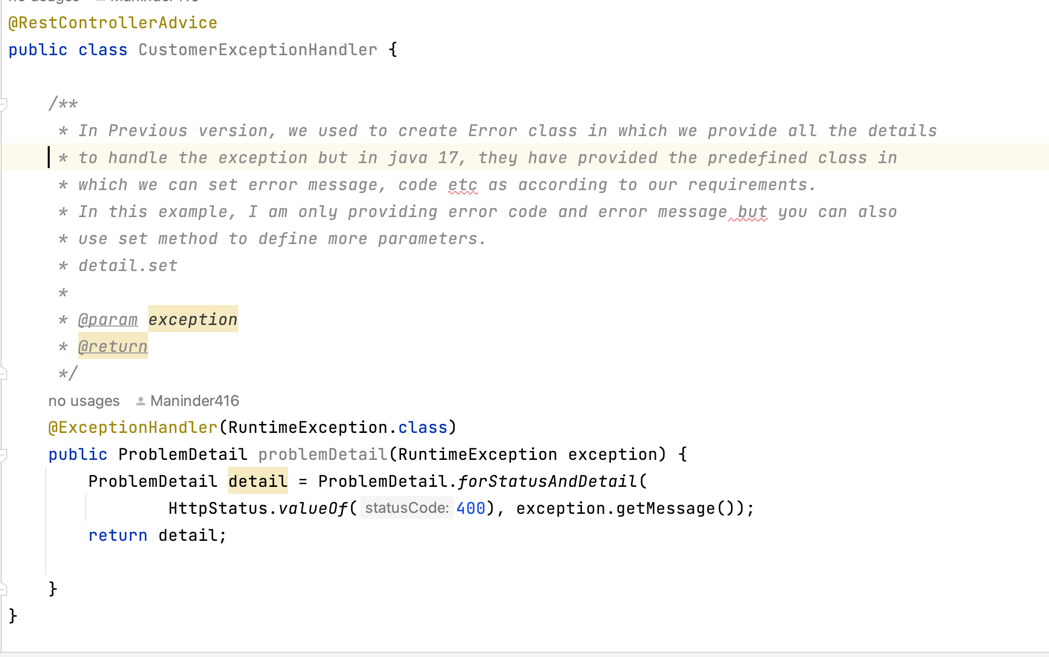 @RestControllerAdvice
public class CustomerExceptionHandler {
/**
* In Previous version, we used to create Error class in which we provide all the details
* to handle the exception but in java 17, they have provided the predefined class in
* which we can set error message, code etc as according to our requirements.
* In this example, I am only providing error code and error message but you can also
* use set method to define more parameters.
* detail.set
*
* @param exception
* @return
*/
no usages Maninder416
@ExceptionHandler(RuntimeException.class)
public ProblemDetail problemDetail(RuntimeException exception) {
ProblemDetail detail = ProblemDetail.forStatusAndDetail(
HttpStatus.valueOf( statusCode: 400), exception.getMessage());
return detail;
}
}